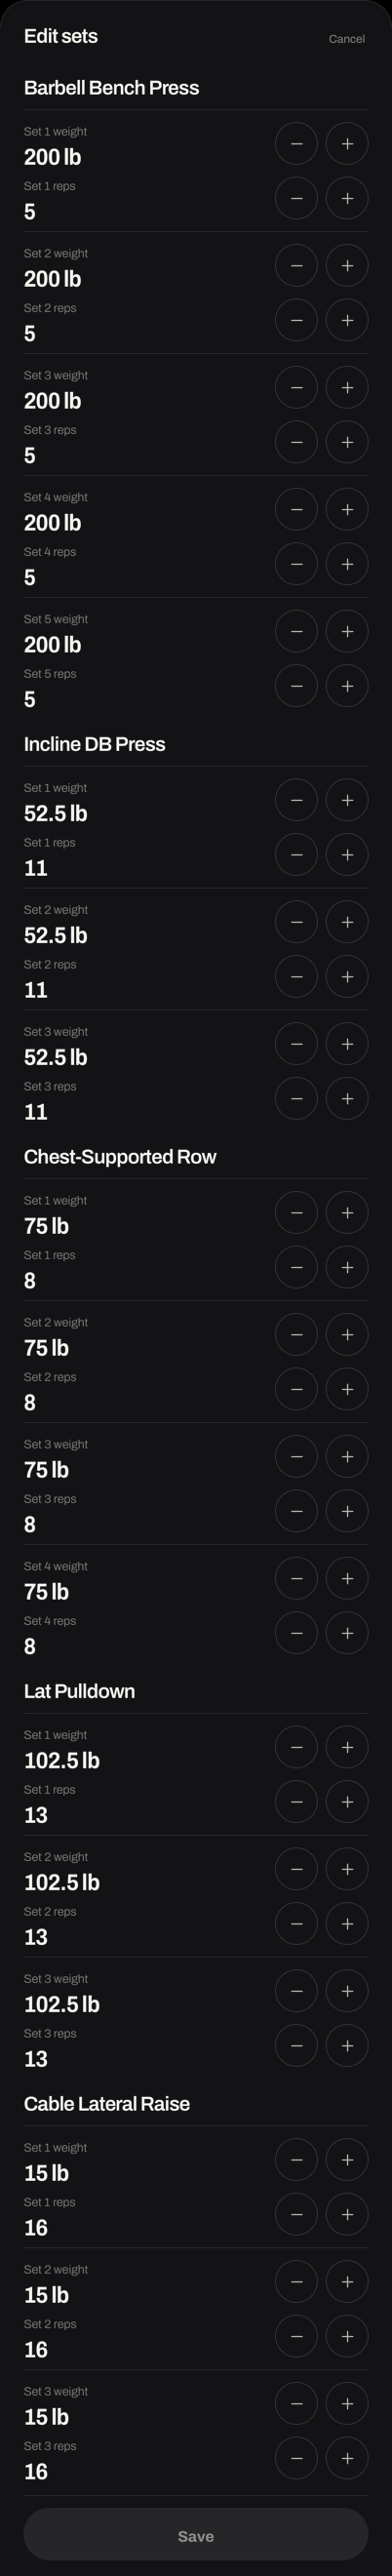 Edit sets
Cancel
Barbell Bench Press
Set 1 weight
200 lb
Set 1 reps
5
Set 2 weight
200 lb
Set 2 reps
5
Set 3 weight
200 lb
Set 3 reps
5
Set 4 weight
200 lb
Set 4 reps
5
Set 5 weight
200 lb
Set 5 reps
5
Incline DB Press
Set 1 weight
52.5 lb
Set 1 reps
11
Set 2 weight
52.5 lb
Set 2 reps
11
Set 3 weight
52.5 lb
Set 3 reps
11
Chest-Supported Row
Set 1 weight
75 lb
Set 1 reps
8
Set 2 weight
75 lb
Set 2 reps
8
Set 3 weight
75 lb
Set 3 reps
8
Set 4 weight
75 lb
Set 4 reps
8
Lat Pulldown
Set 1 weight
102.5 lb
Set 1 reps
13
Set 2 weight
102.5 lb
Set 2 reps
13
Set 3 weight
102.5 lb
Set 3 reps
13
Cable Lateral Raise
Set 1 weight
15 lb
Set 1 reps
16
Set 2 weight
15 lb
Set 2 reps
16
Set 3 weight
15 lb
Set 3 reps
16
Save